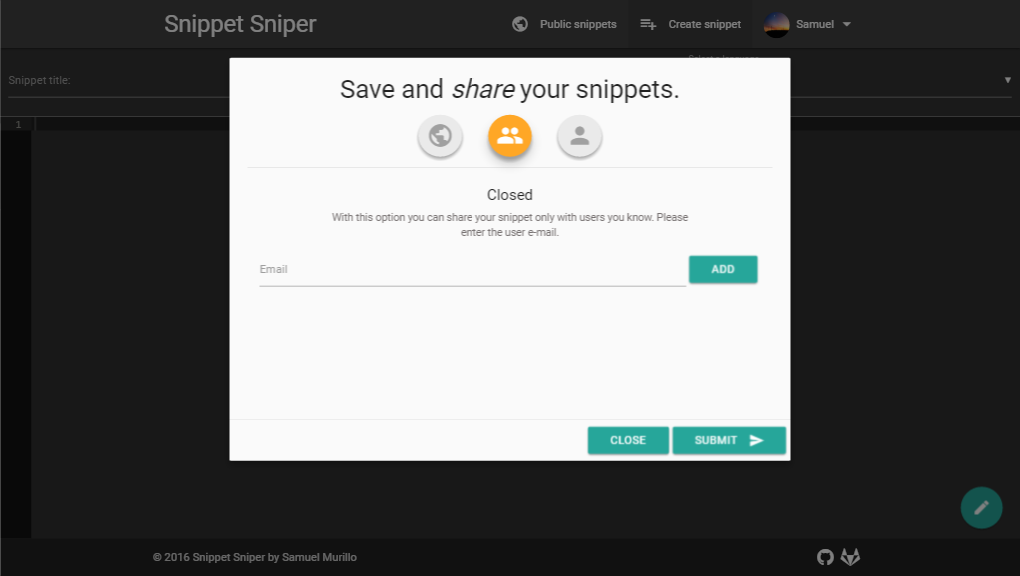 Snippet Sniper
Public snippets
Create snippet
Samuel
Snippet title:
Save and share your snippets.
1
Closed
With this option you can share your snippet only with users you know. Please
enter the user e-mail.
Email
ADD
CLOSE
SUBMIT
© 2016 Snippet Sniper by Samuel Murillo